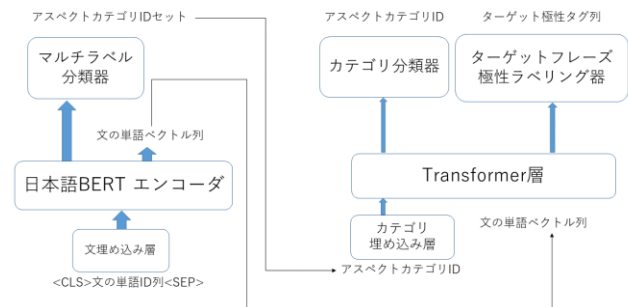 アスペクトカテゴリIDセット
マルチラベル
分類器
文の単語ベクトル列
日本語BERT エンコーダ
文埋め込み層
<CLS>文の単語ID列<SEP>
アスペクトカテゴリID
ターゲット極性タグ列
カテゴリ分類器
ターゲットフレーズ
極性ラベリング器
Transformer層
カテゴリ
埋め込み層
文の単語ベクトル列
アスペクトカテゴリID